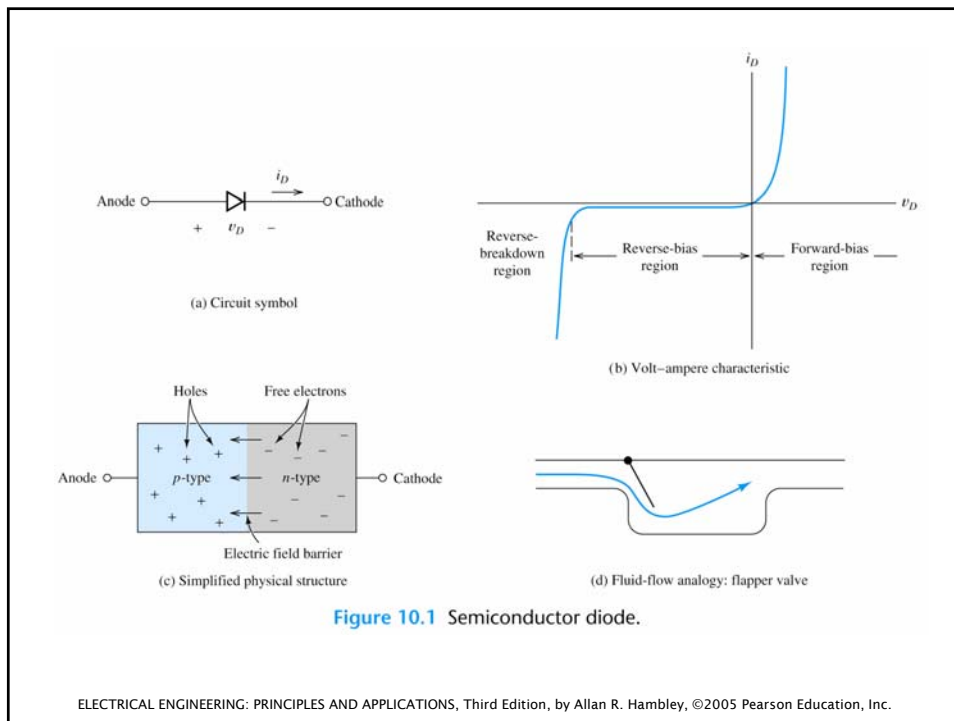 Anode
i_D
Cathode
+ v_D −
(a) Circuit symbol
i_D
v_D
Reverse-
breakdown
region
Reverse-bias
region
Forward-bias
region
(b) Volt–ampere characteristic
Holes
Free electrons
+ + + + + + +
− − − − − − −
Anode
p-type
n-type
Cathode
Electric field barrier
(c) Simplified physical structure
(d) Fluid-flow analogy: flapper valve
Figure 10.1 Semiconductor diode.
ELECTRICAL ENGINEERING: PRINCIPLES AND APPLICATIONS, Third Edition, by Allan R. Hambley, ©2005 Pearson Education, Inc.